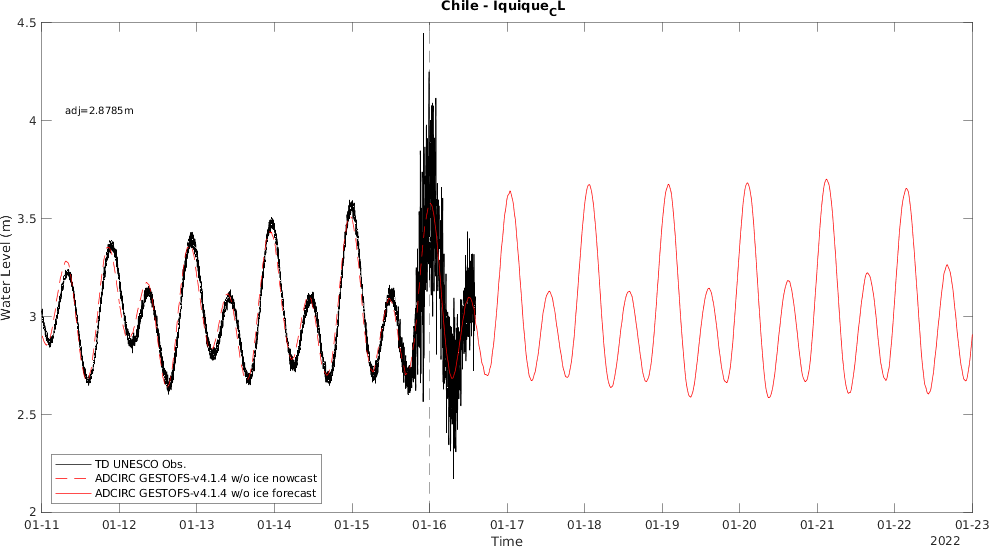 Chile - Iquique_CL
4.5
adj=2.8785m
4
3.5
3
2.5
2
Water Level (m)
TD UNESCO Obs.
ADCIRC GESTOFS-v4.1.4 w/o ice nowcast
ADCIRC GESTOFS-v4.1.4 w/o ice forecast
01-11 01-12 01-13 01-14 01-15 01-16 01-17 01-18 01-19 01-20 01-21 01-22 01-23
Time
2022